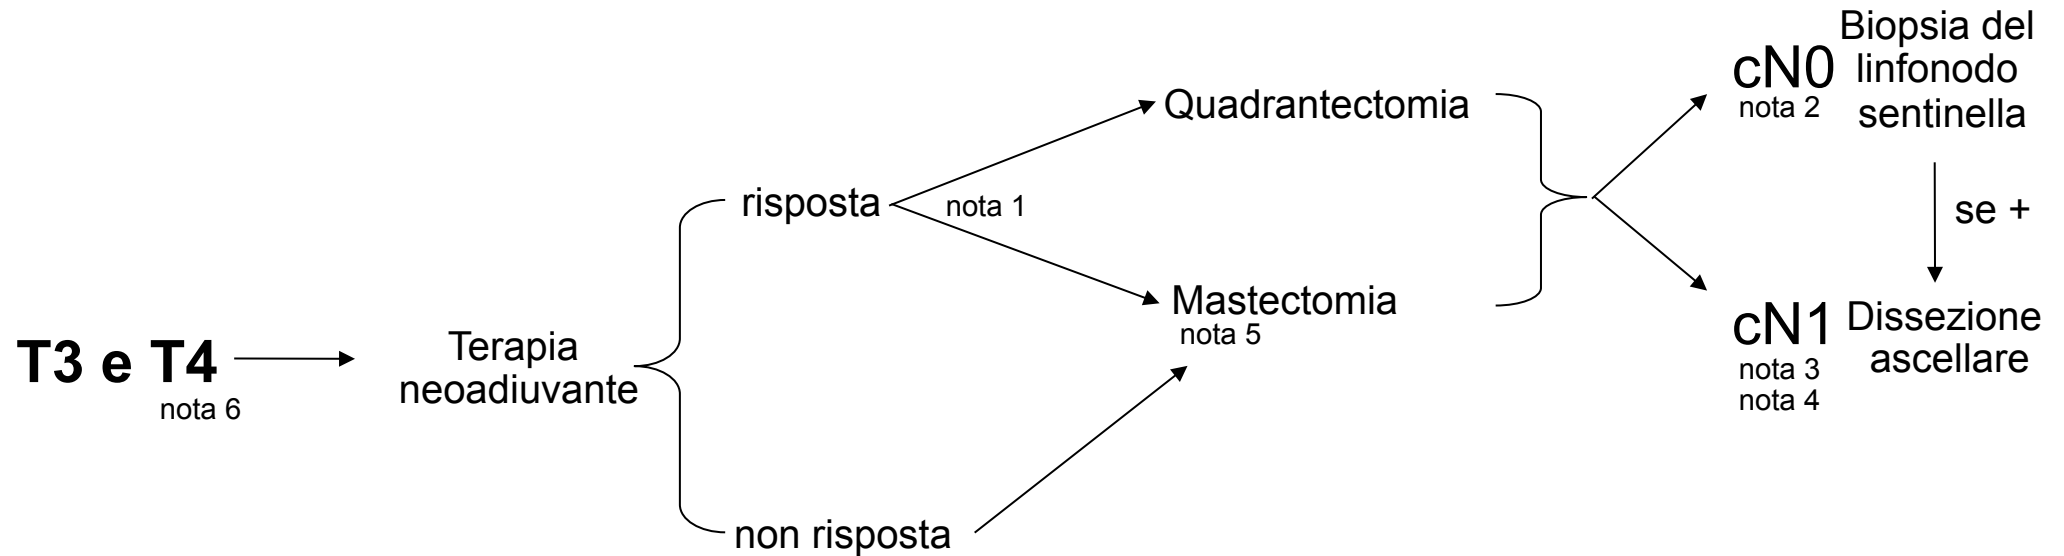 T3 e T4
nota 6
Terapia
neoadiuvante
risposta
nota 1
non risposta
Quadrantectomia
Mastectomia
nota 5
cN0
nota 2
Biopsia del
linfonodo
sentinella
se +
cN1
nota 3
nota 4
Dissezione
ascellare